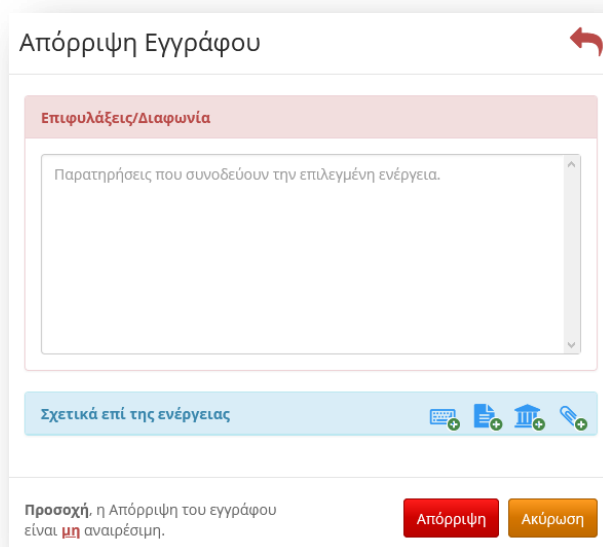 Απόρριψη Εγγράφου
Επιφυλάξεις/Διαφωνία
Παρατηρήσεις που συνοδεύουν την επιλεγμένη ενέργεια.
Σχετικά επί της ενέργειας
Προσοχή, η Απόρριψη του εγγράφου
είναι μη αναιρέσιμη.
Απόρριψη
Ακύρωση